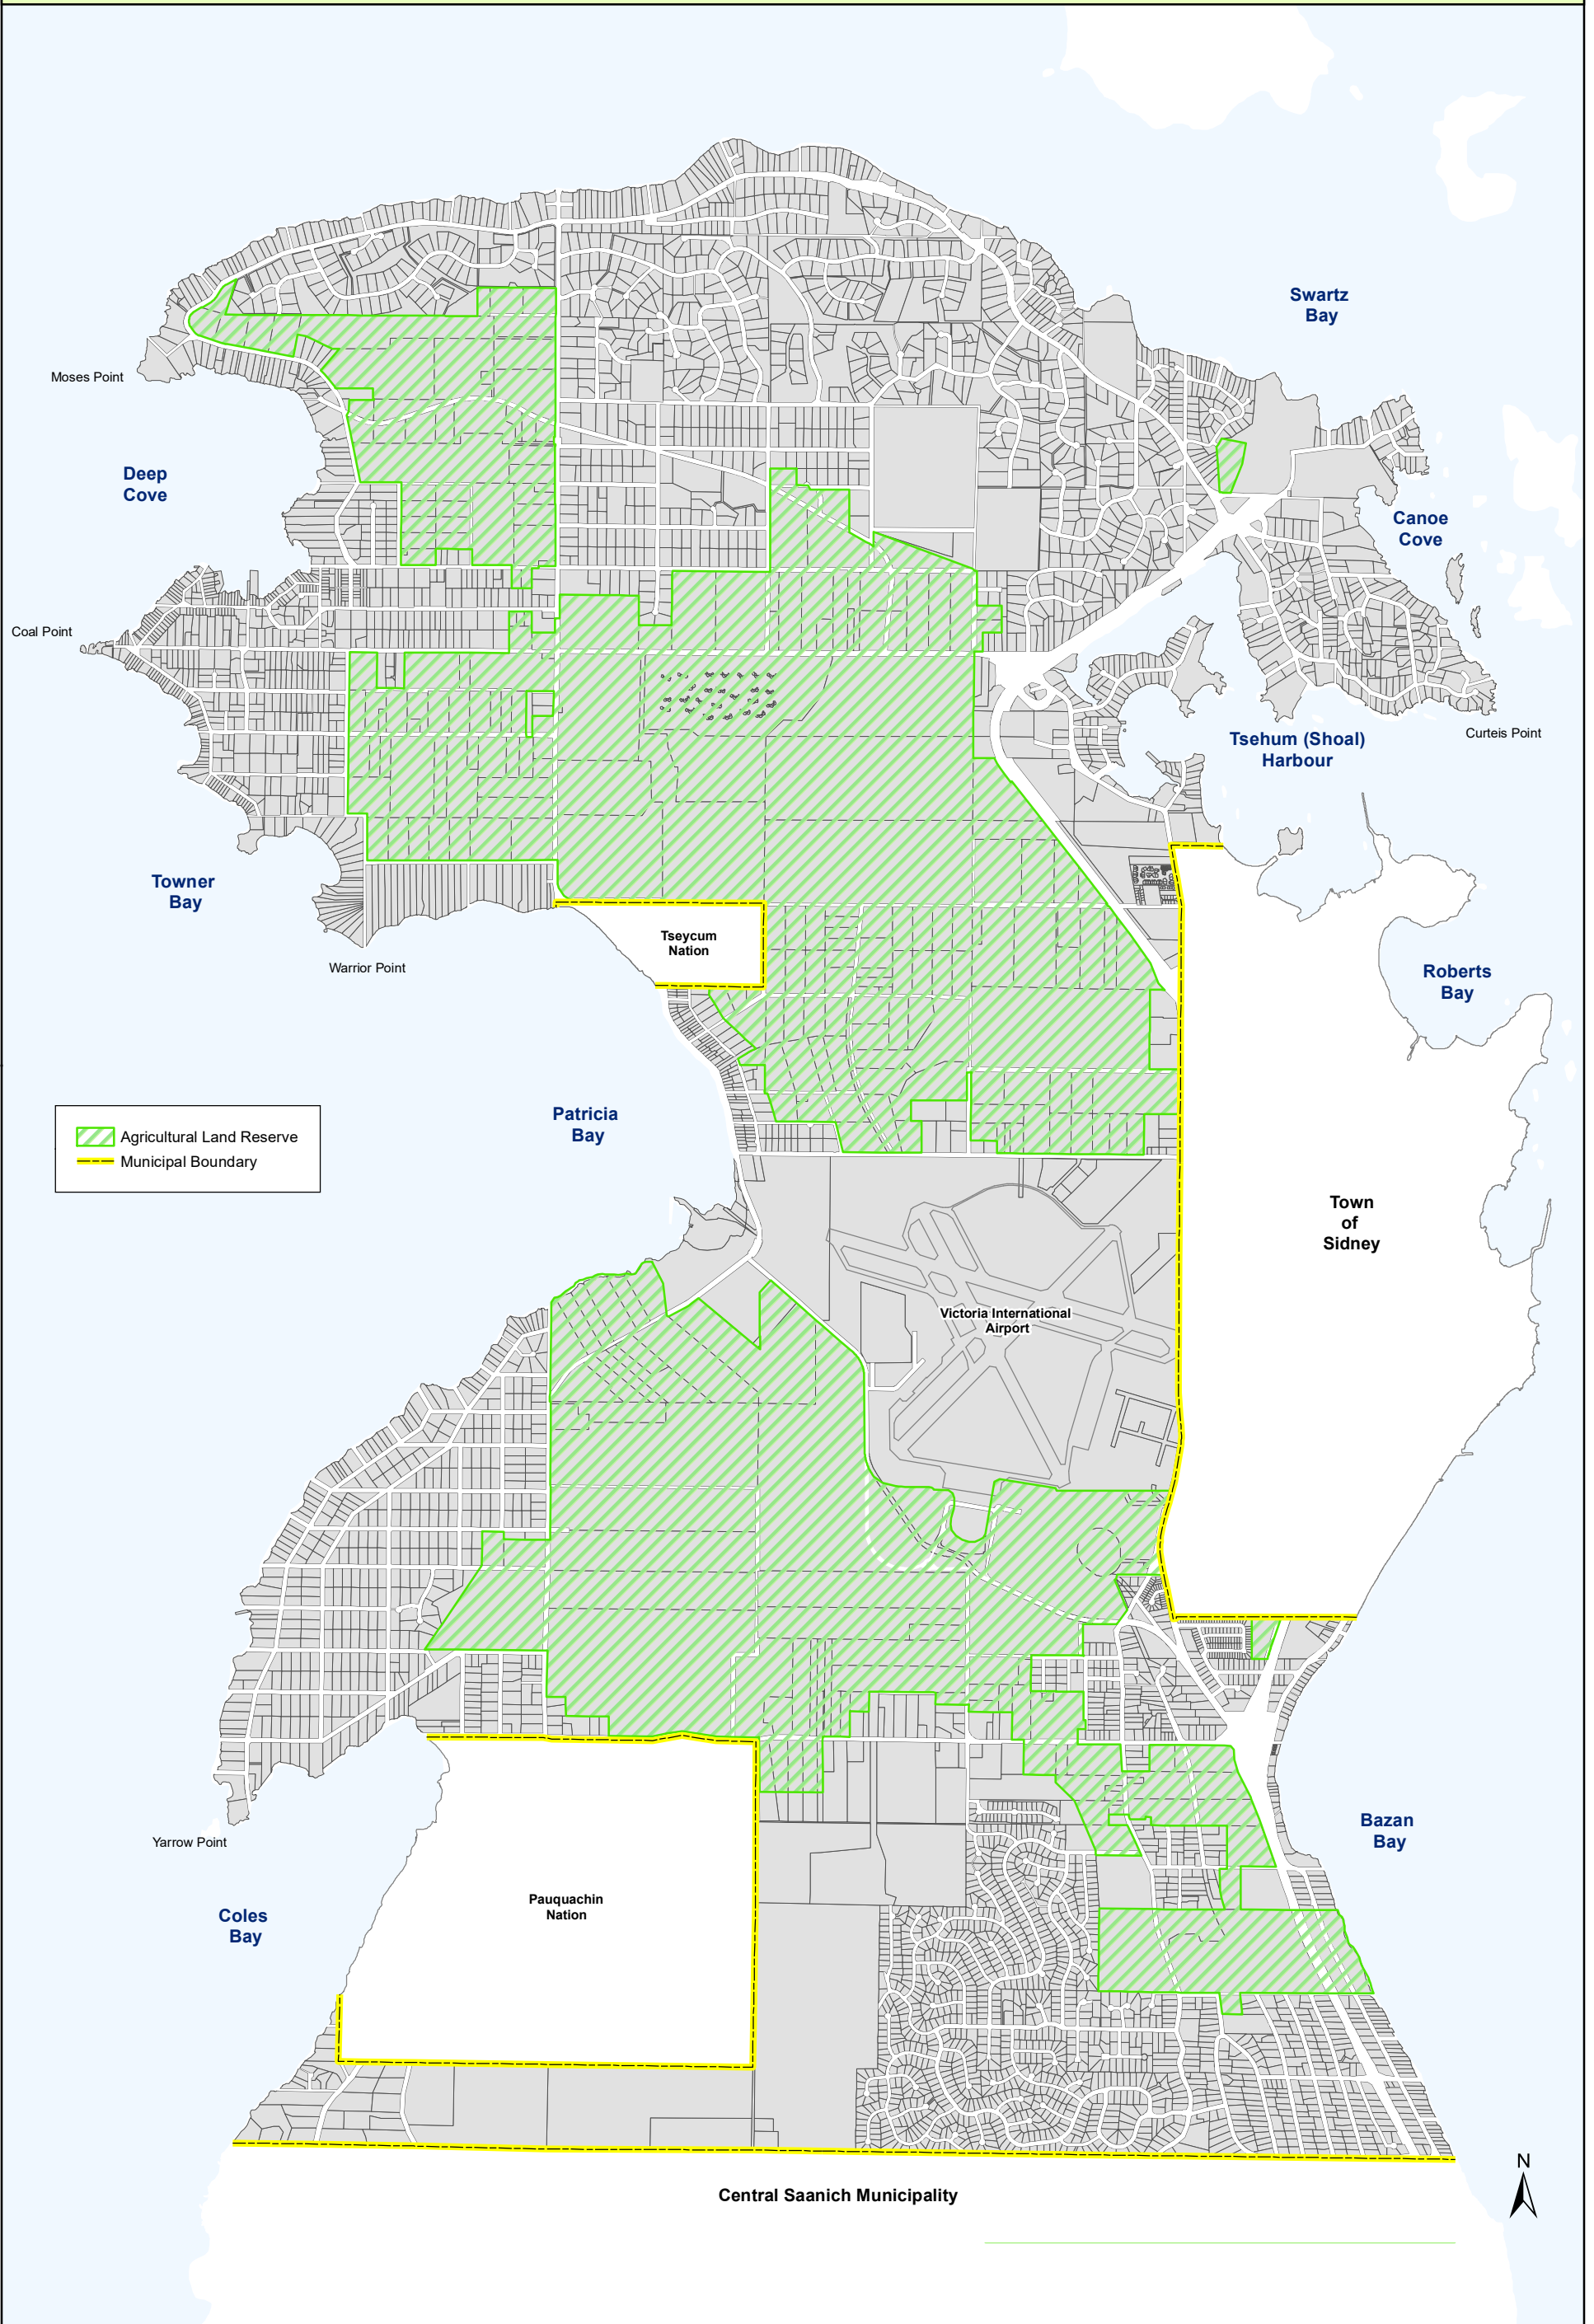 Swartz
Bay
Moses Point
Deep
Cove
Canoe
Cove
Coal Point
Curteis Point
Tsehum (Shoal)
Harbour
Towner
Bay
Tseycum
Nation
Warrior Point
Roberts
Bay
Patricia
Bay
Agricultural Land Reserve
Municipal Boundary
Town
of
Sidney
Victoria International
Airport
Yarrow Point
Bazan
Bay
Pauquachin
Nation
Coles
Bay
N
Central Saanich Municipality